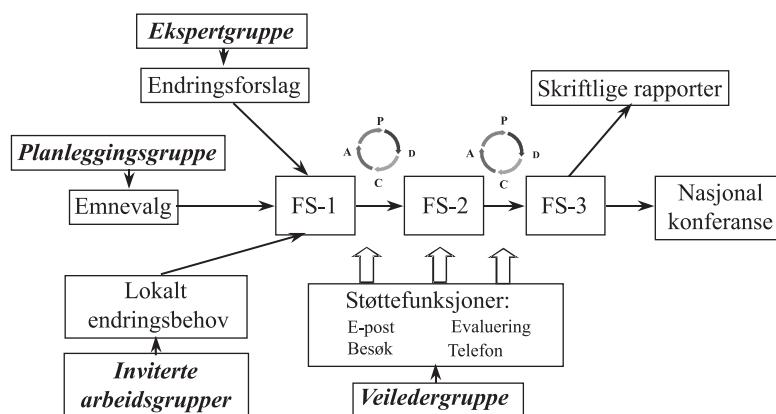 Ekspertgruppe
Endringsforslag
Skriftlige rapporter
Planleggingsgruppe
P
A
D
C
P
A
D
C
Emnevalg
FS-1
FS-2
FS-3
Nasjonal
konferanse
Lokalt
endringsbehov
Støttefunksjoner:
E-post
Evaluering
Besøk
Telefon
Inviterte
arbeidsgrupper
Veiledergruppe